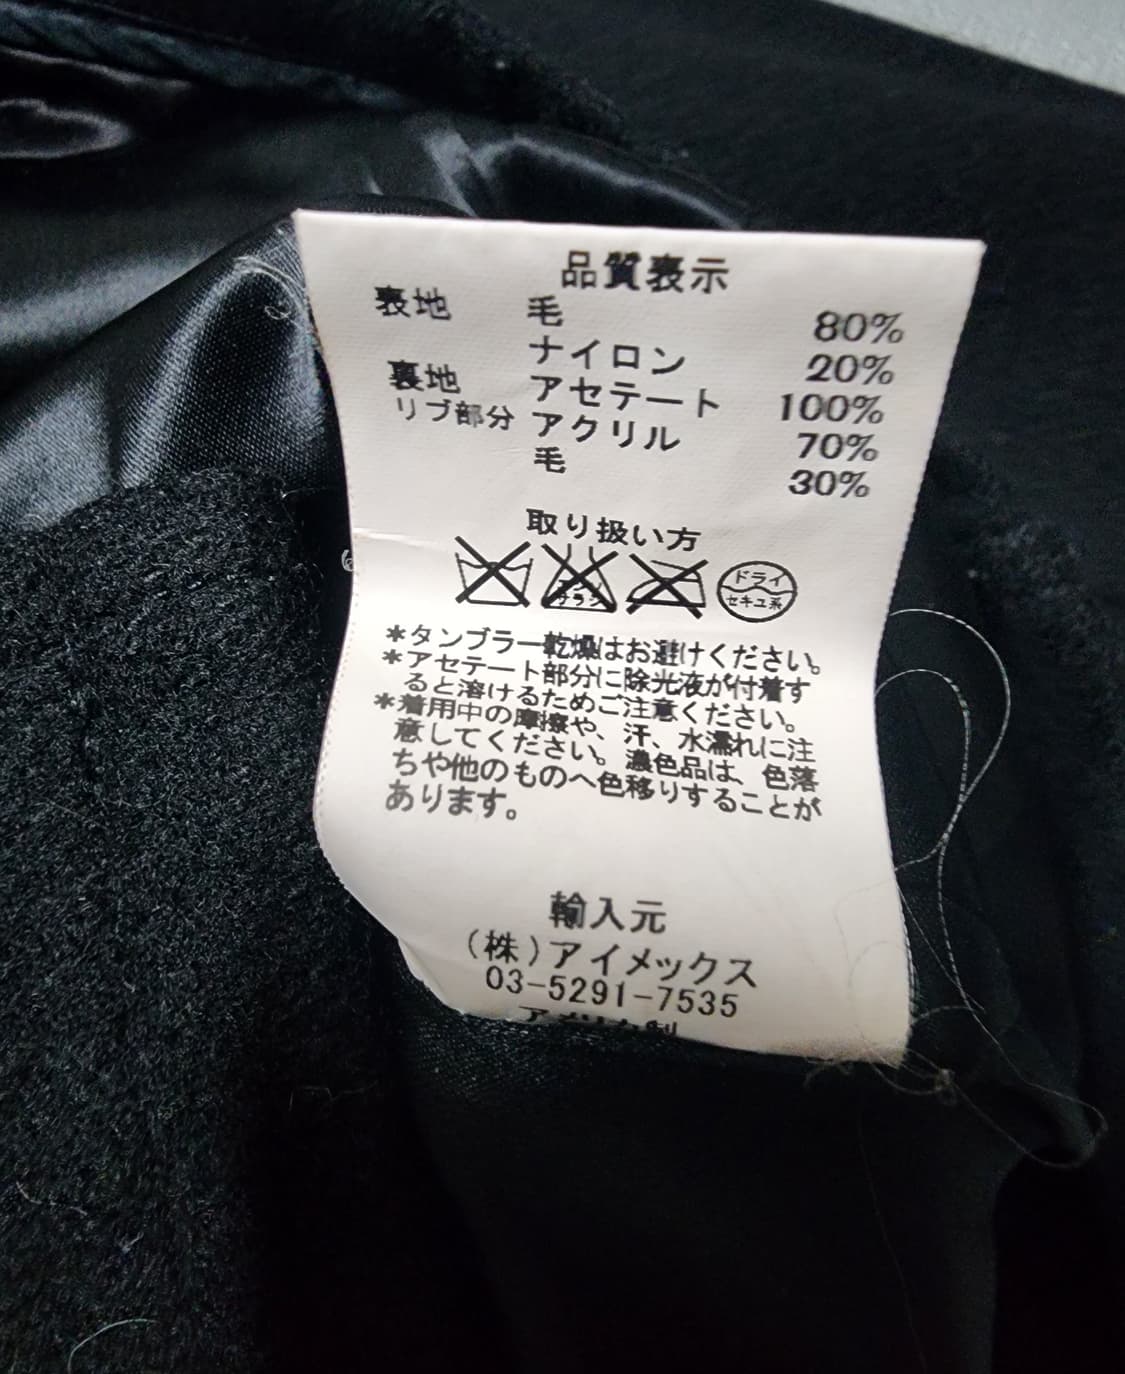 品質表示
表地 毛 80%
ナイロン 20%
裏地 アセテート 100%
リブ部分 アクリル 70%
毛 30%
取り扱い方
ドライ
セキユ系
*タンブラー乾燥はお避けください。
*アセテート部分に除光液が付着す
ると溶けるためご注意ください。
*着用中の摩擦や、汗、水濡れに注
意してください。濃色品は、色落
ちや他のものへ色移りすることが
あります。
輸入元
(株)アイメックス
03-5291-7535
アメリカ製